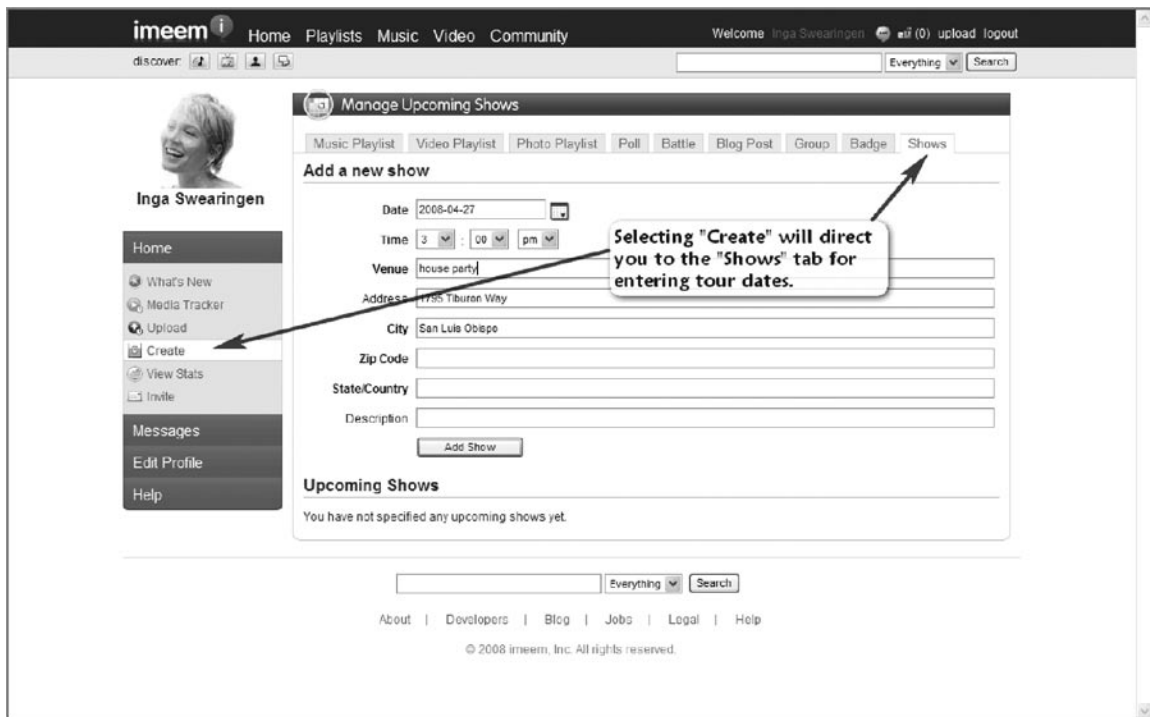 imeem i Home Playlists Music Video Community Welcome Inga Swearingen (0) upload logout
discover: Everything Search
Manage Upcoming Shows
Music Playlist Video Playlist Photo Playlist Poll Battle Blog Post Group Badge Shows
Add a new show
Inga Swearingen
Date 2008-04-27
Time 3 : 00 pm
Venue house party
Address 1795 Tiburon Way
City San Luis Obispo
Zip Code
State/Country
Description
Add Show
Selecting "Create" will direct
you to the "Shows" tab for
entering tour dates.
Home
What's New
Media Tracker
Upload
Create
View Stats
Invite
Messages
Edit Profile
Help
Upcoming Shows
You have not specified any upcoming shows yet.
Everything Search
About | Developers | Blog | Jobs | Legal | Help
© 2008 imeem, Inc. All rights reserved.